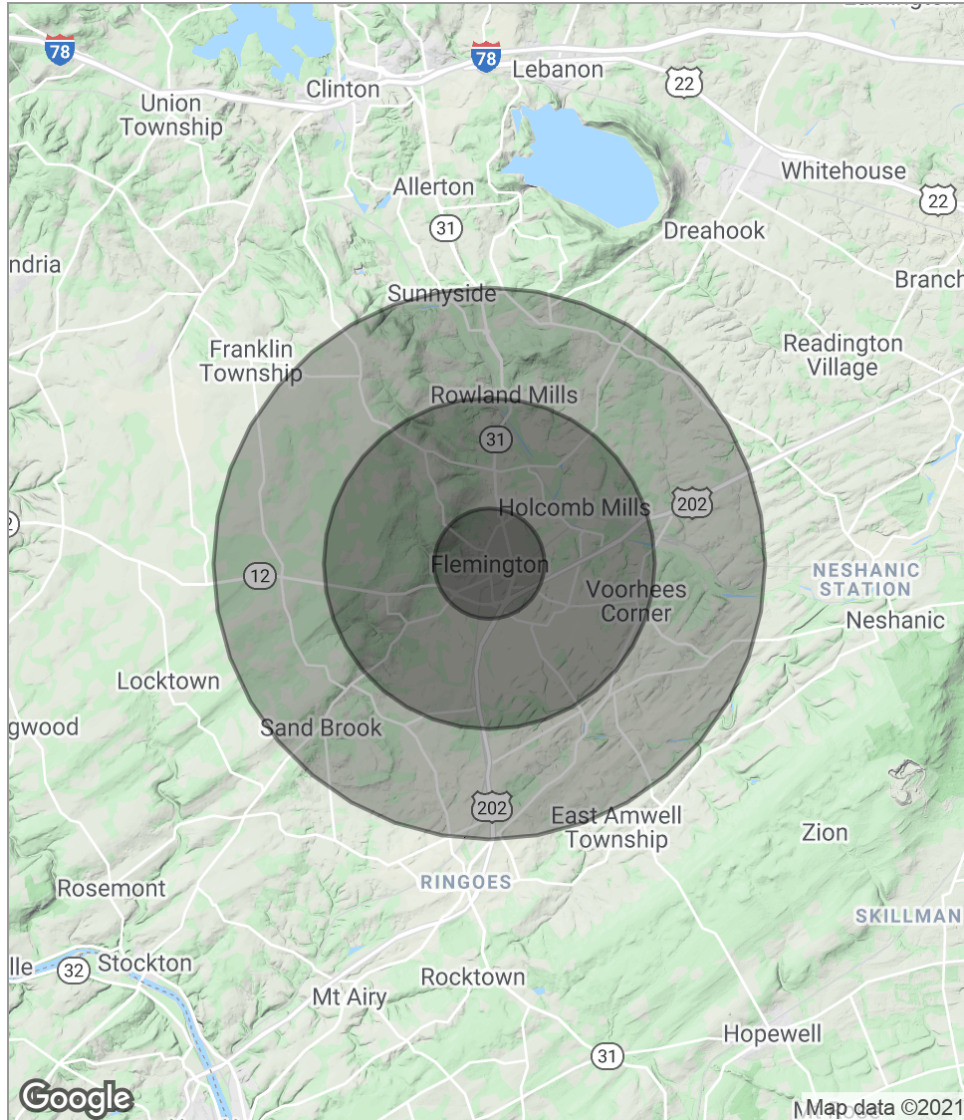 78
78
Lebanon
Clinton
22
Union
Township
Whitehouse
Allerton
22
31
Dreahook
ndria
Branch
Sunnyside
Readington
Village
Franklin
Township
Rowland Mills
31
202
Holcomb Mills
Flemington
12
NESHANIC
STATION
Voorhees
Corner
Neshanic
Locktown
gwood
Sand Brook
202
East Amwell
Township
Zion
RINGOES
Rosemont
SKILLMAN
lle
32
Stockton
Rocktown
Mt Airy
Hopewell
31
Google
Map data ©2021